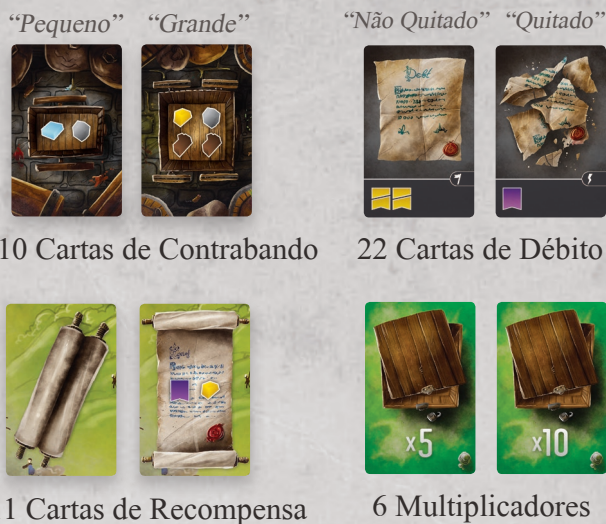 “Pequeno” “Grande” “Não Quitado” “Quitado”
Debt
10 Cartas de Contrabando 22 Cartas de Débito
x5 x10
1 Cartas de Recompensa 6 Multiplicadores